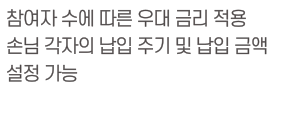 참여자 수에 따른 우대 금리 적용
손님 각자의 납입 주기 및 납입 금액
설정 가능